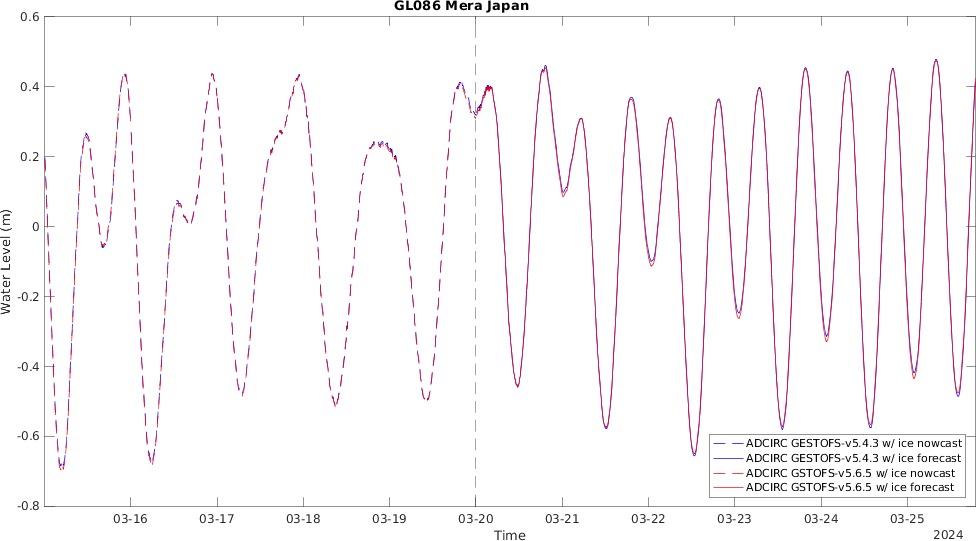 GL086 Mera Japan
0.6
0.4
0.2
0
-0.2
-0.4
-0.6
-0.8
Water Level (m)
ADCIRC GESTOFS-v5.4.3 w/ ice nowcast
ADCIRC GESTOFS-v5.4.3 w/ ice forecast
ADCIRC GSTOFS-v5.6.5 w/ ice nowcast
ADCIRC GSTOFS-v5.6.5 w/ ice forecast
03-16 03-17 03-18 03-19 03-20 03-21 03-22 03-23 03-24 03-25
Time
2024